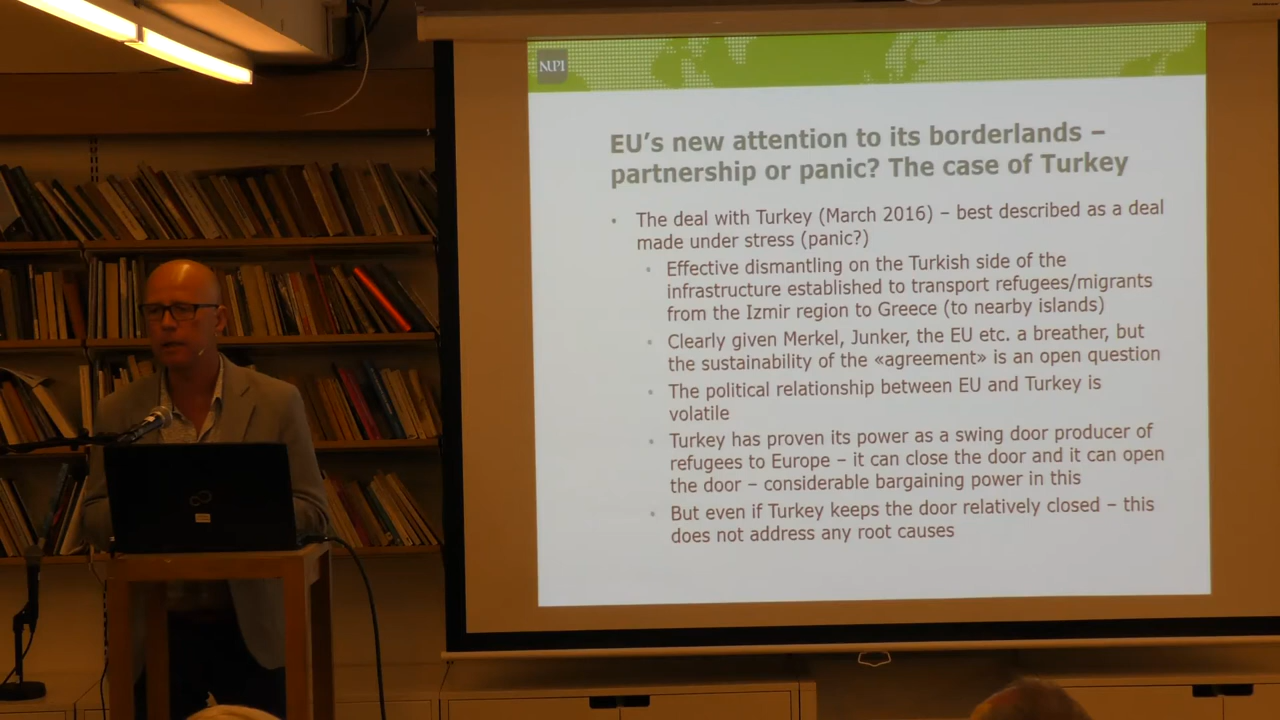 NUPI
EU's new attention to its borderlands –
partnership or panic? The case of Turkey
• The deal with Turkey (March 2016) – best described as a deal
made under stress (panic?)
• Effective dismantling on the Turkish side of the
infrastructure established to transport refugees/migrants
from the Izmir region to Greece (to nearby islands)
• Clearly given Merkel, Junker, the EU etc. a breather, but
the sustainability of the «agreement» is an open question
• The political relationship between EU and Turkey is
volatile
• Turkey has proven its power as a swing door producer of
refugees to Europe – it can close the door and it can open
the door – considerable bargaining power in this
• But even if Turkey keeps the door relatively closed – this
does not address any root causes